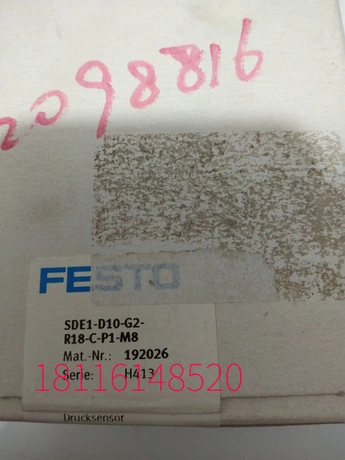 2098816
FESTO
SDE1-D10-G2-
R18-C-P1-M8
Mat.-Nr.: 192026
18116148520
Serie: H413
Drucksensor